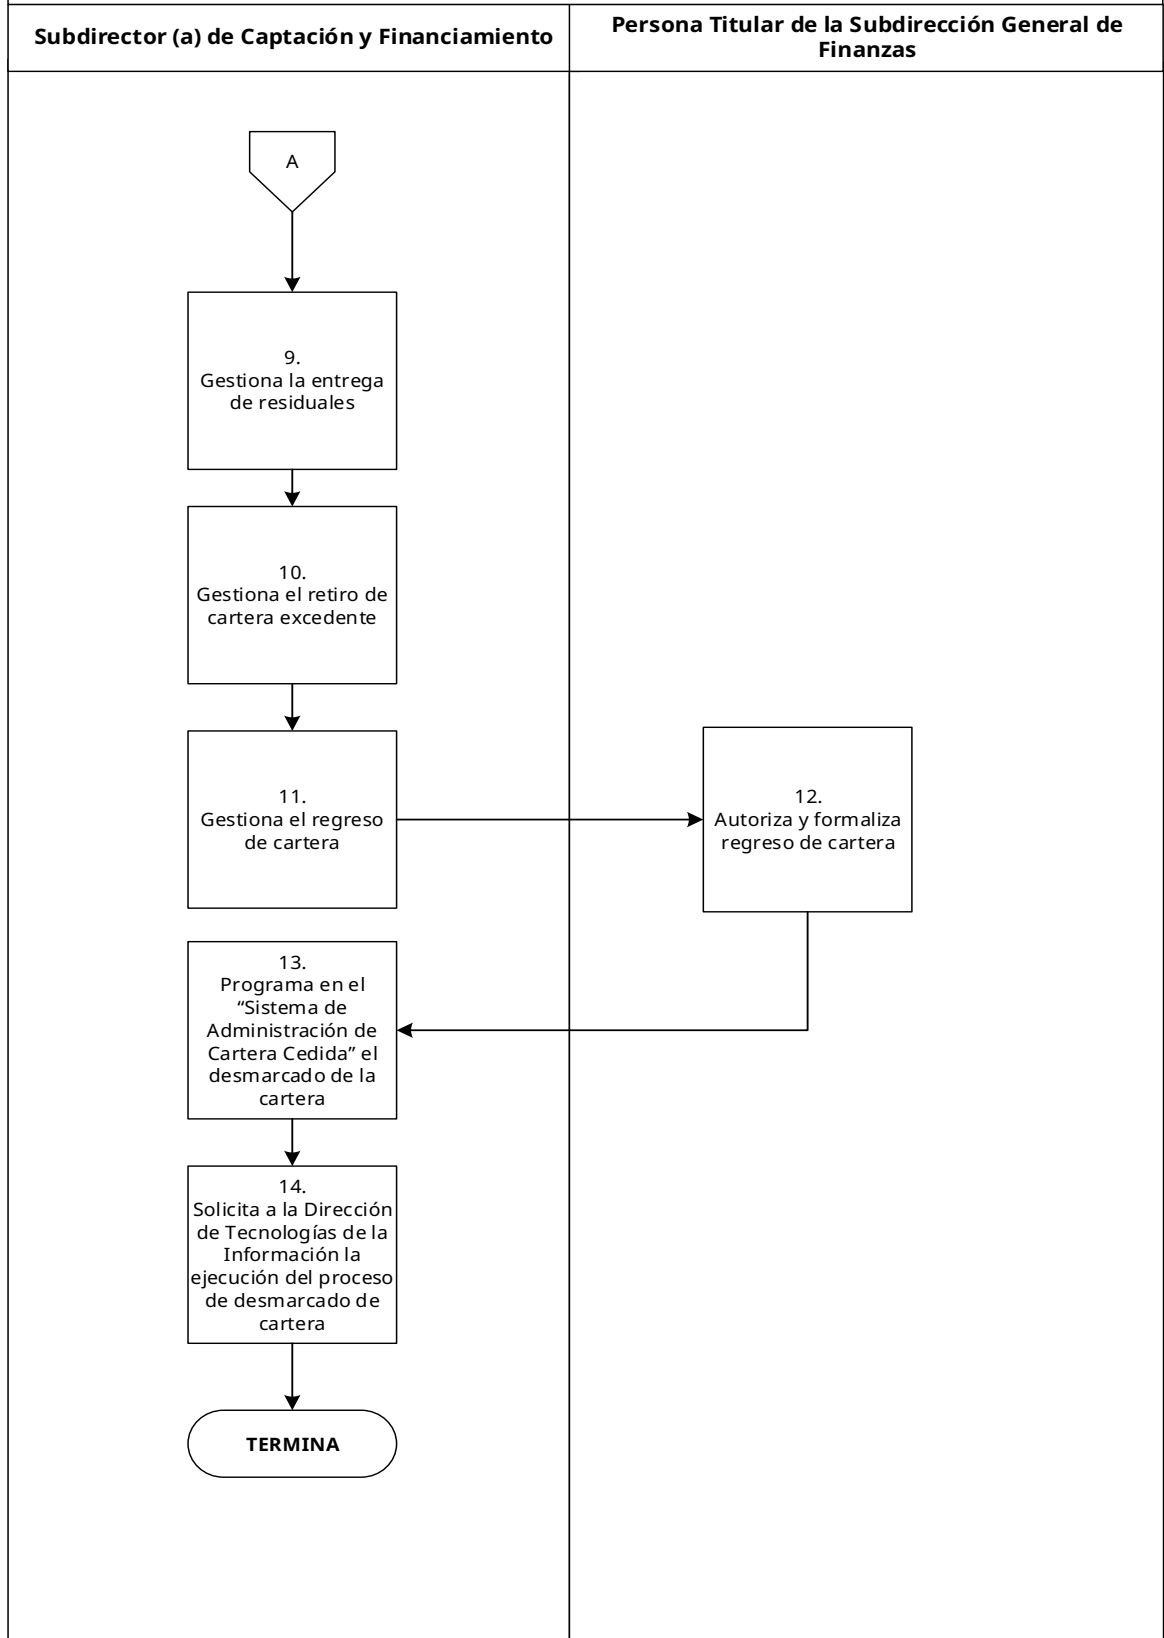 Subdirector (a) de Captación y Financiamiento
Persona Titular de la Subdirección General de
Finanzas
A
9.
Gestiona la entrega
de residuales
10.
Gestiona el retiro de
cartera excedente
11.
Gestiona el regreso
de cartera
12.
Autoriza y formaliza
regreso de cartera
13.
Programa en el
“Sistema de
Administración de
Cartera Cedida” el
desmarcado de la
cartera
14.
Solicita a la Dirección
de Tecnologías de la
Información la
ejecución del proceso
de desmarcado de
cartera
TERMINA